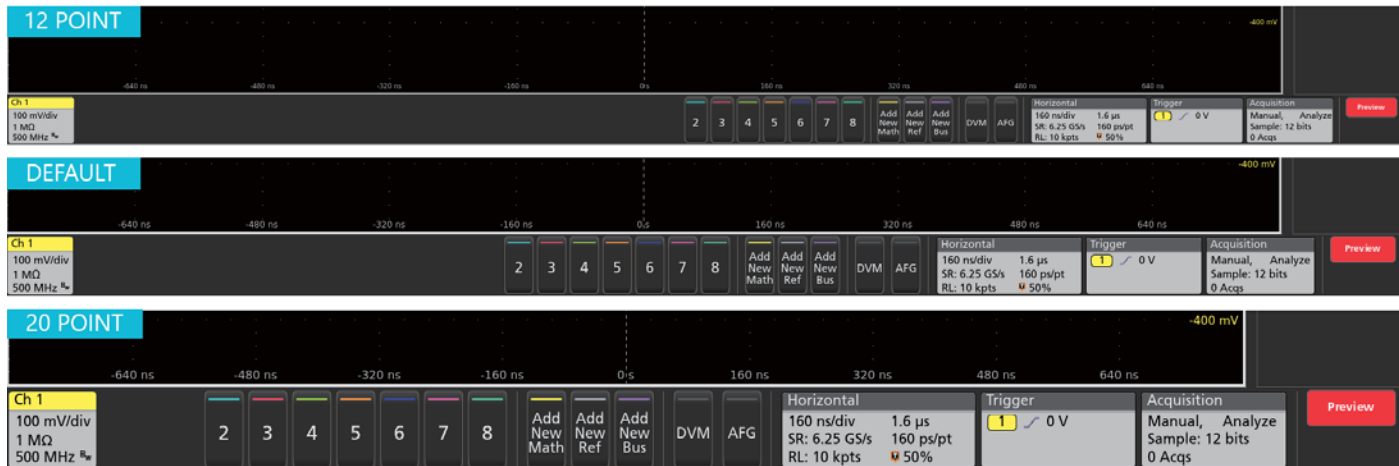 12 POINT
-400 mV
-640 ns -480 ns -320 ns -160 ns 0 s 160 ns 320 ns 480 ns 640 ns
Ch 1
100 mV/div
1 MΩ
500 MHz Bw
2 3 4 5 6 7 8
Add New Math
Add New Ref
Add New Bus
DVM
AFG
Horizontal
160 ns/div 1.6 µs
SR: 6.25 GS/s 160 ps/pt
RL: 10 kpts 50%
Trigger
1 0 V
Acquisition
Manual, Analyze
Sample: 12 bits
0 Acqs
Preview
DEFAULT
-400 mV
-640 ns -480 ns -320 ns -160 ns 0 s 160 ns 320 ns 480 ns 640 ns
Ch 1
100 mV/div
1 MΩ
500 MHz Bw
2 3 4 5 6 7 8
Add New Math
Add New Ref
Add New Bus
DVM
AFG
Horizontal
160 ns/div 1.6 µs
SR: 6.25 GS/s 160 ps/pt
RL: 10 kpts 50%
Trigger
1 0 V
Acquisition
Manual, Analyze
Sample: 12 bits
0 Acqs
Preview
20 POINT
-400 mV
-640 ns -480 ns -320 ns -160 ns 0 s 160 ns 320 ns 480 ns 640 ns
Ch 1
100 mV/div
1 MΩ
500 MHz Bw
2 3 4 5 6 7 8
Add New Math
Add New Ref
Add New Bus
DVM
AFG
Horizontal
160 ns/div 1.6 µs
SR: 6.25 GS/s 160 ps/pt
RL: 10 kpts 50%
Trigger
1 0 V
Acquisition
Manual, Analyze
Sample: 12 bits
0 Acqs
Preview